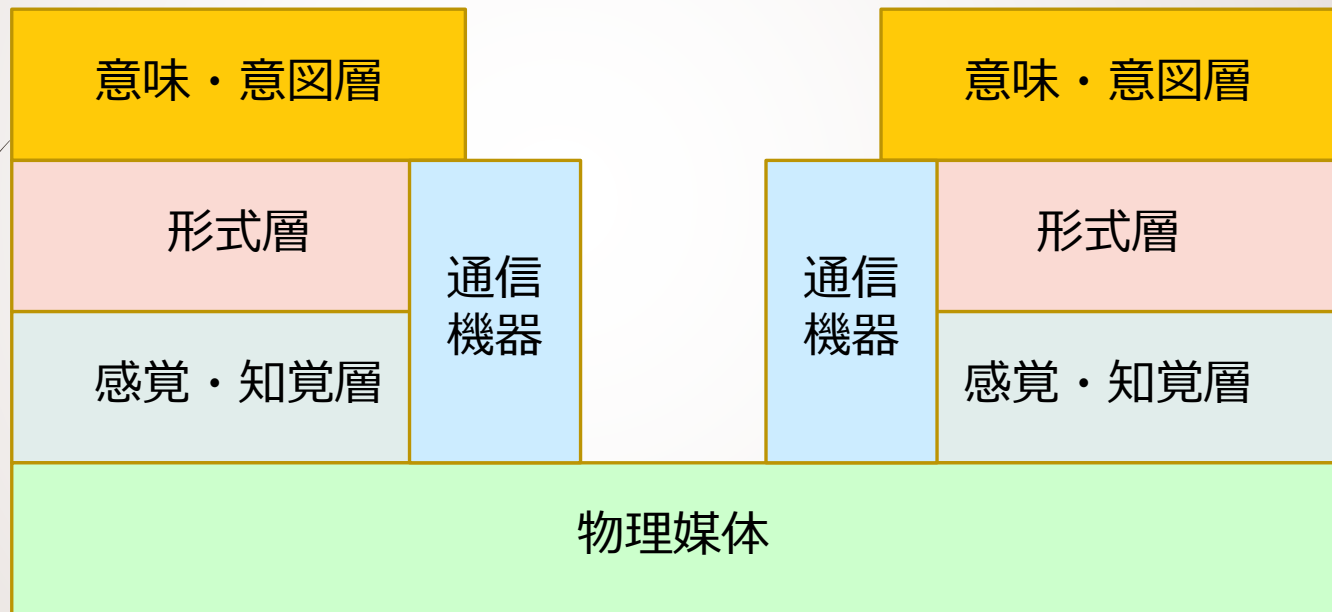 意味・意図層
意味・意図層
形式層
形式層
通信
機器
通信
機器
感覚・知覚層
感覚・知覚層
物理媒体